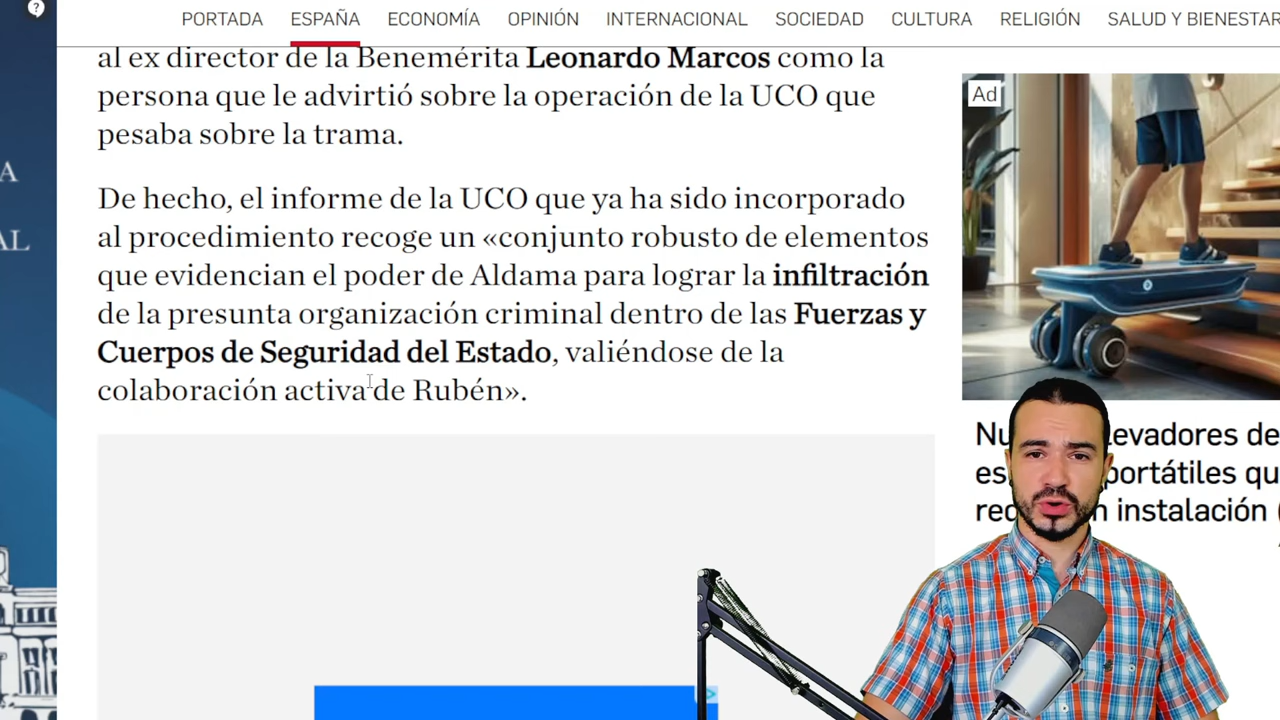 ?
PORTADA ESPAÑA ECONOMÍA OPINIÓN INTERNACIONAL SOCIEDAD CULTURA RELIGIÓN SALUD Y BIENESTAR
al ex director de la Benemérita Leonardo Marcos como la
persona que le advirtió sobre la operación de la UCO que
pesaba sobre la trama.
De hecho, el informe de la UCO que ya ha sido incorporado
al procedimiento recoge un «conjunto robusto de elementos
que evidencian el poder de Aldama para lograr la infiltración
de la presunta organización criminal dentro de las Fuerzas y
Cuerpos de Seguridad del Estado, valiéndose de la
colaboración activa de Rubén».
A
AL
Ad
Nu levadores de
es portátiles qu
req n instalación (